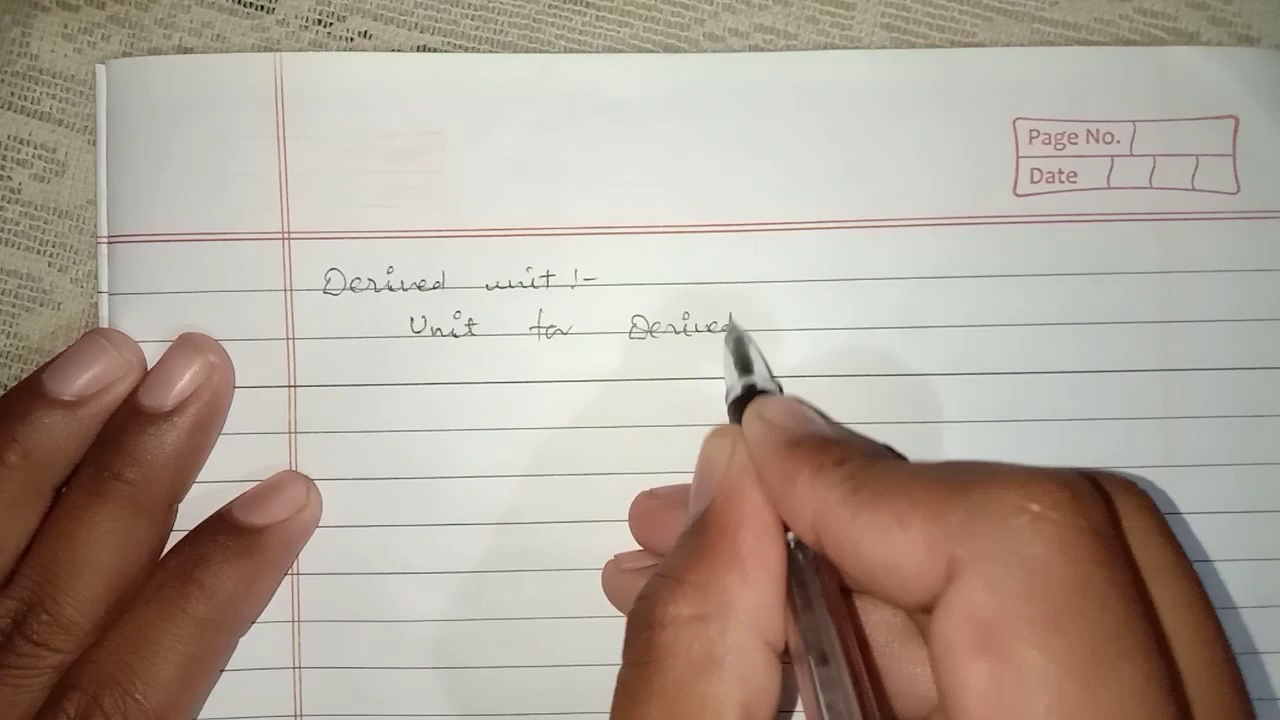 Page No.
Date
Derived unit :-
Unit for Derived